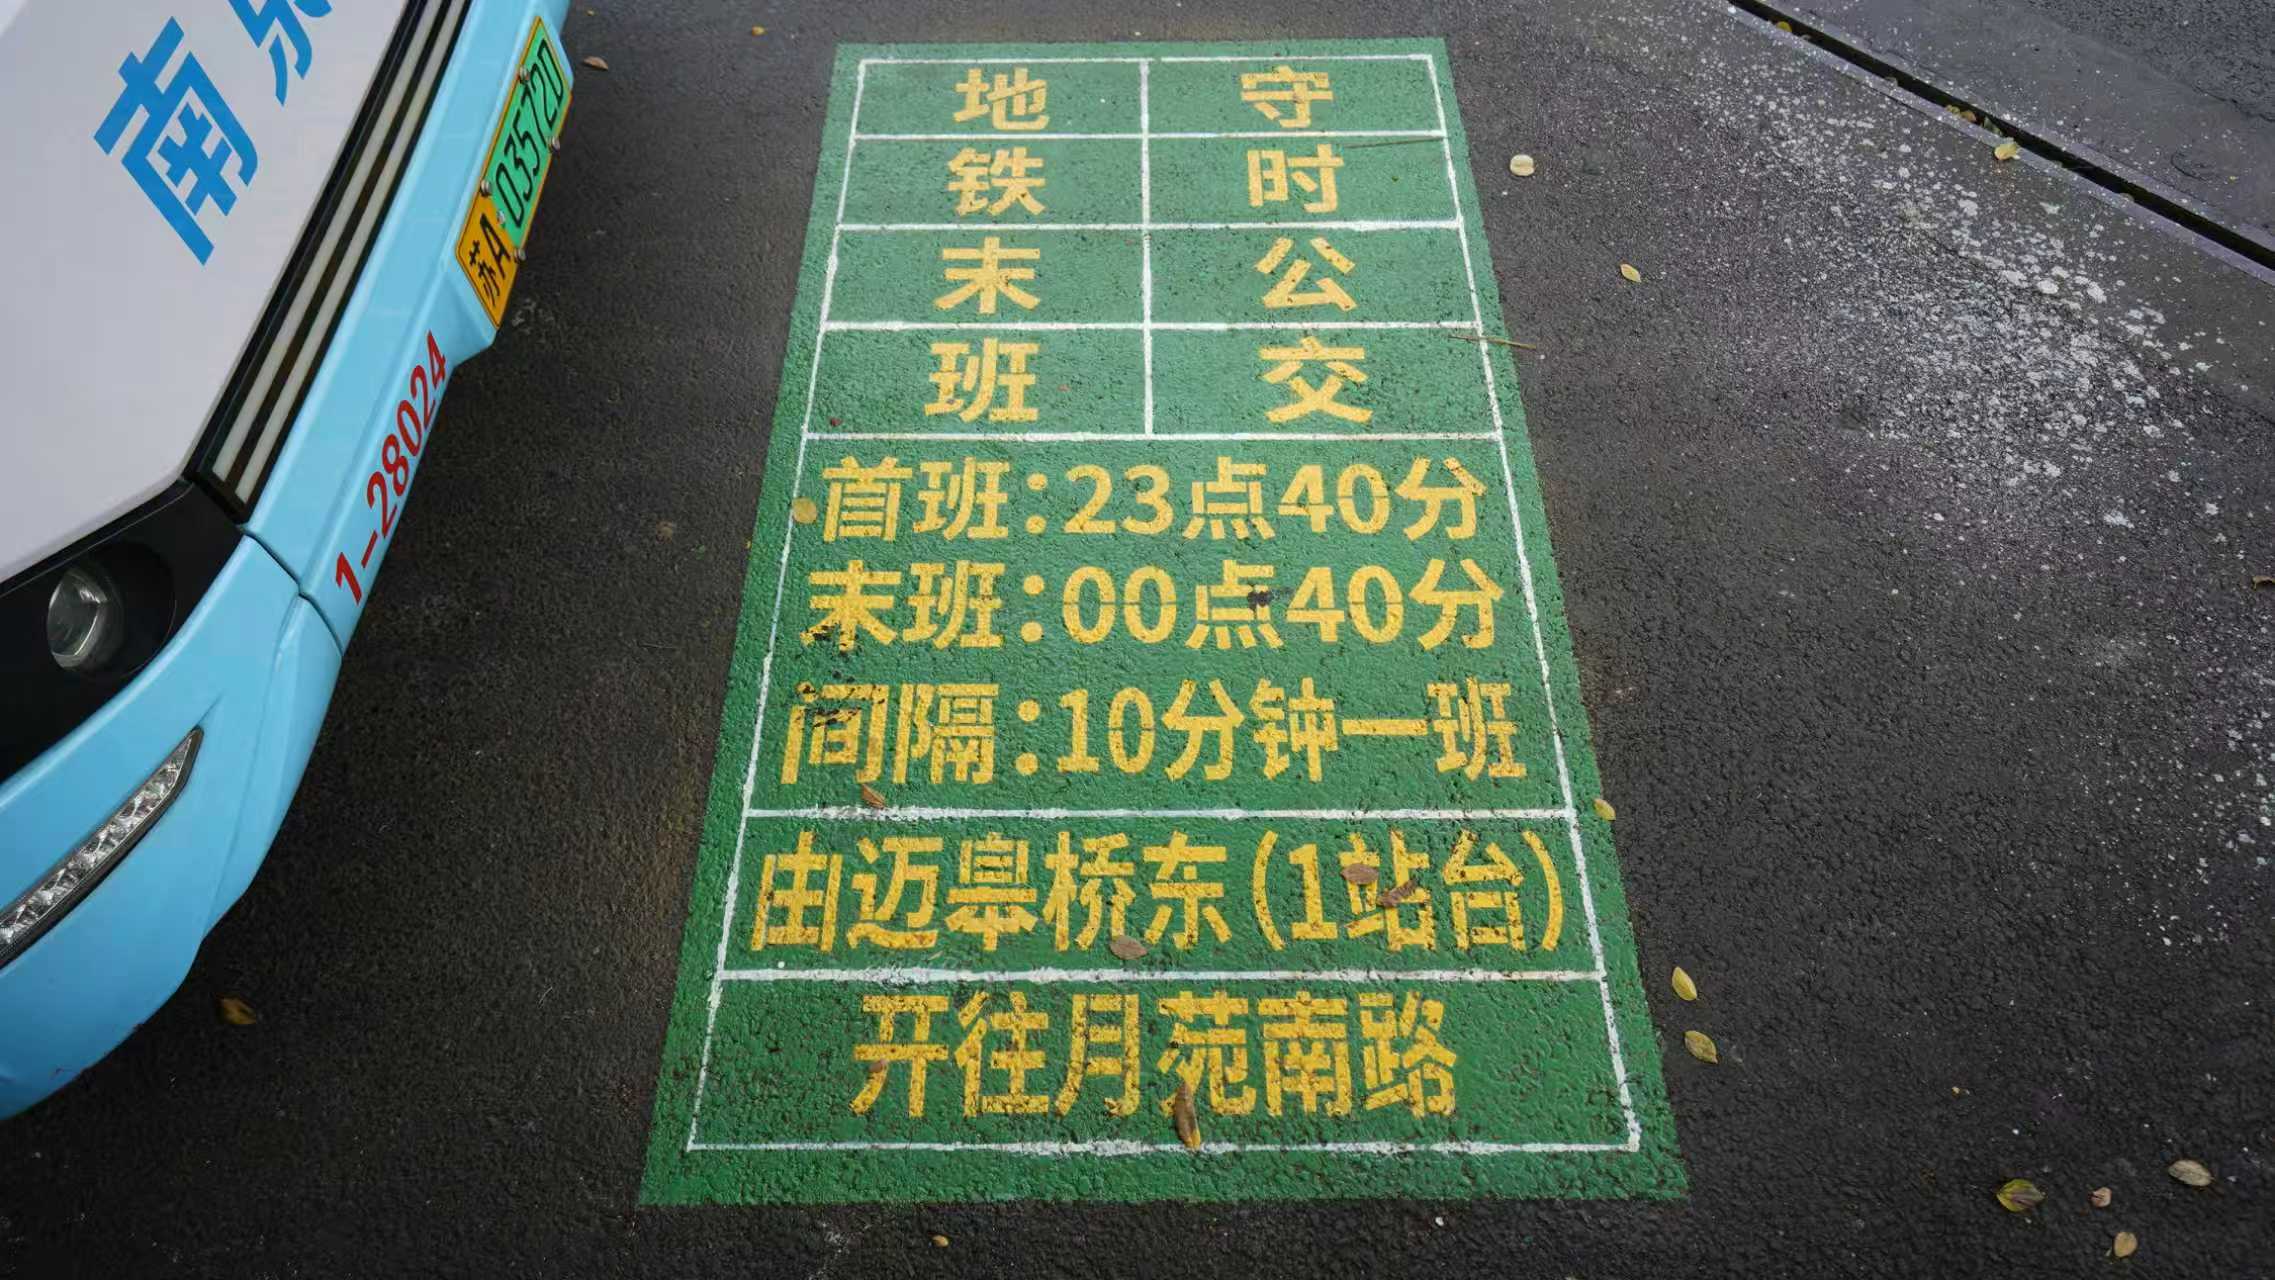 南京
苏A
03572D
1-28024
地铁末班
守时公交
首班:23点40分
末班:00点40分
间隔:10分钟一班
由迈皋桥东(1站台)
开往月苑南路